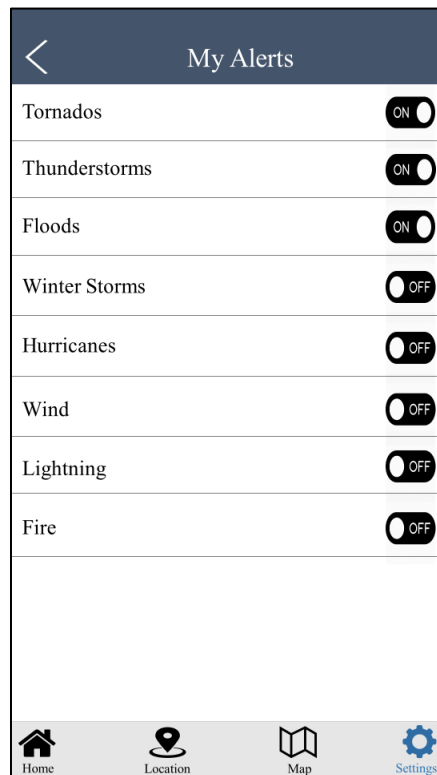 My Alerts
Tornados ON
Thunderstorms ON
Floods ON
Winter Storms OFF
Hurricanes OFF
Wind OFF
Lightning OFF
Fire OFF
Home Location Map Settings